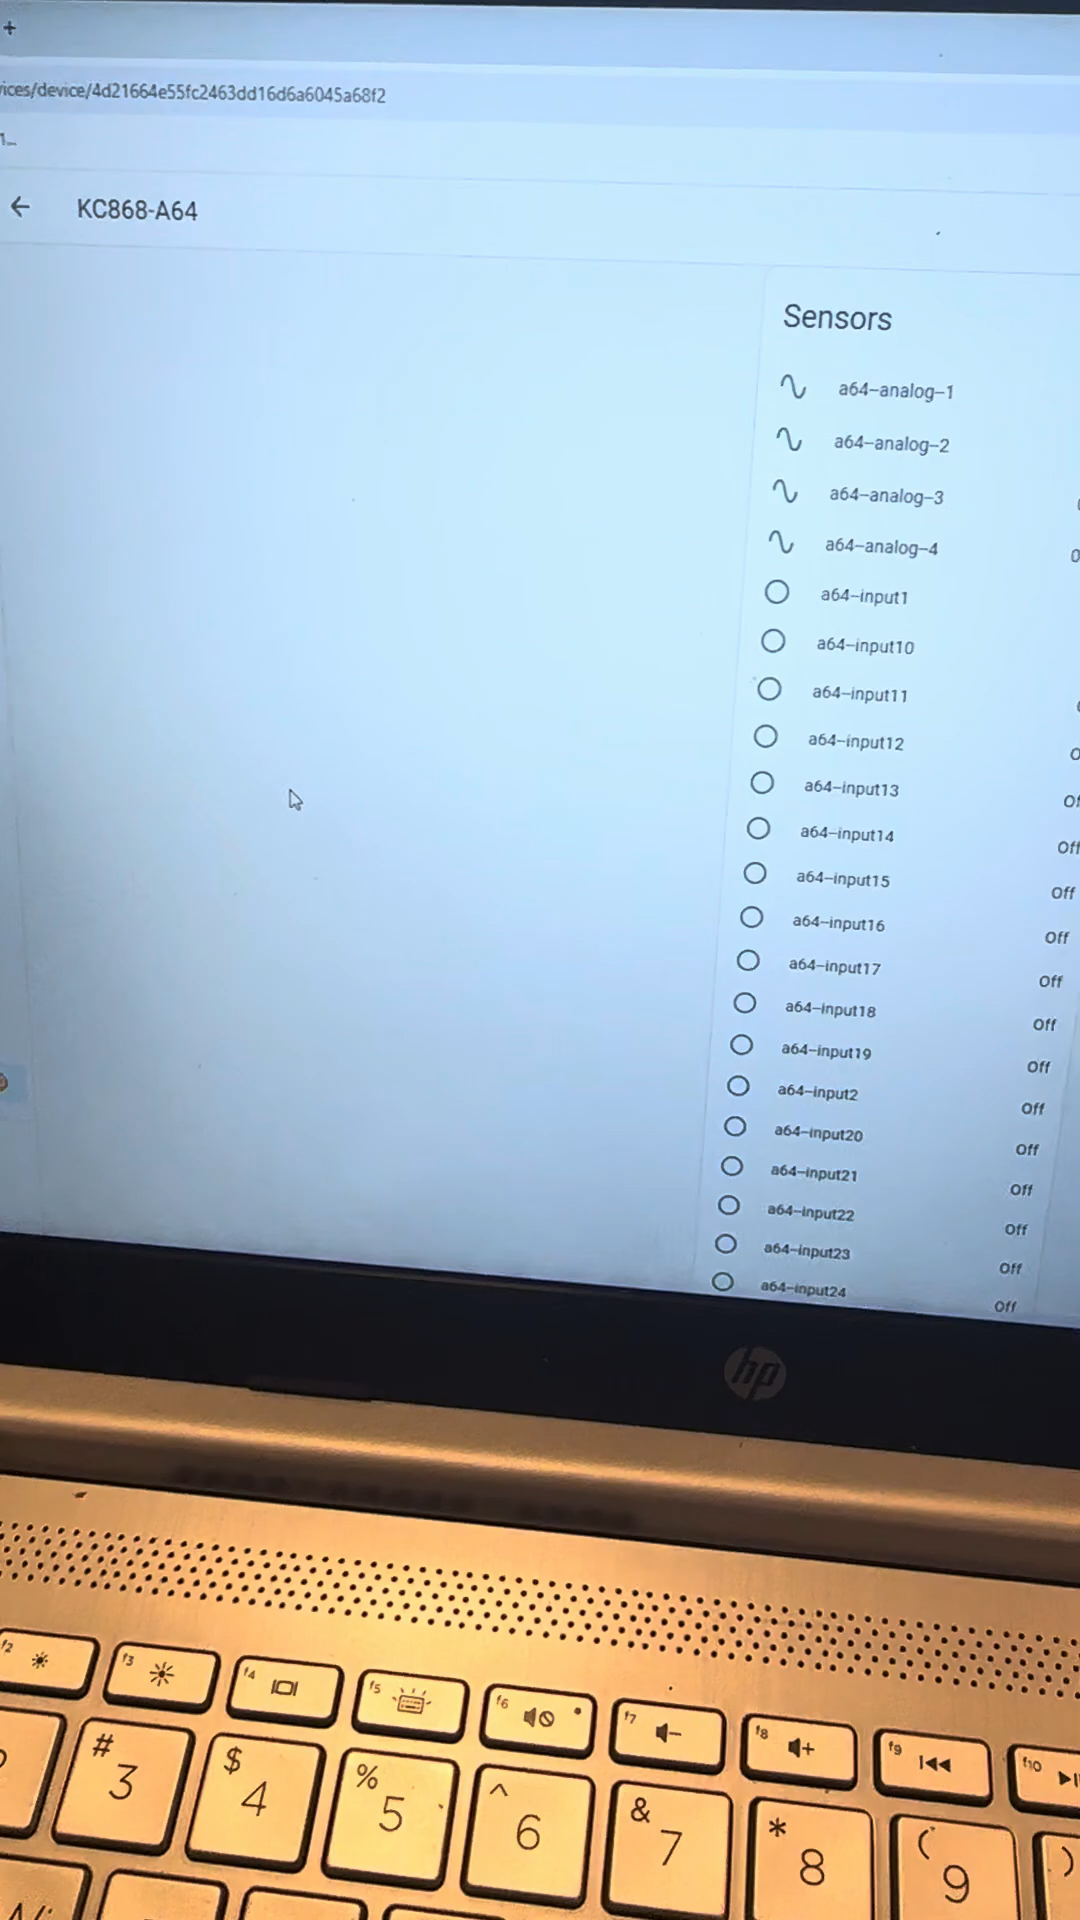 +
ices/device/4d21664e55fc2463dd16d6a6045a68f2
KC868-A64
Sensors
a64-analog-1
a64-analog-2
a64-analog-3
a64-analog-4
a64-input1
a64-input10
a64-input11
a64-input12
a64-input13
a64-input14 Off
a64-input15 Off
a64-input16 Off
a64-input17 Off
a64-input18 Off
a64-input19 Off
a64-input2 Off
a64-input20 Off
a64-input21 Off
a64-input22 Off
a64-input23 Off
a64-input24 Off
hp
f2 f3 f4 f5 f6 f7 f8 f9 f10
# $ % ^ & * ( )
3 4 5 6 7 8 9